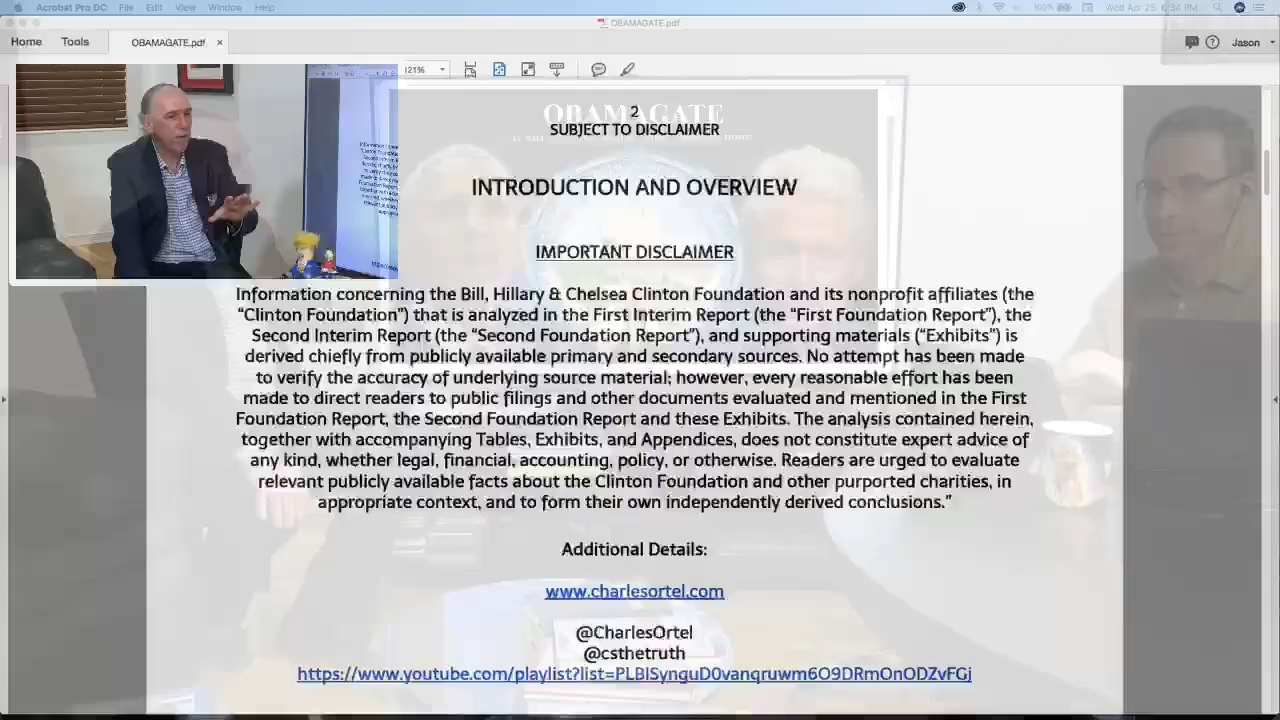 Acrobat Pro DC File Edit View Window Help 100% Wed Apr 25 6:34 PM
OBAMAGATE.pdf
Home Tools OBAMAGATE.pdf × Jason
121%
OBAMAGATE
2
SUBJECT TO DISCLAIMER
INTRODUCTION AND OVERVIEW
IMPORTANT DISCLAIMER
Information concerning the Bill, Hillary & Chelsea Clinton Foundation and its nonprofit affiliates (the
“Clinton Foundation”) that is analyzed in the First Interim Report (the “First Foundation Report”), the
Second Interim Report (the “Second Foundation Report”), and supporting materials (“Exhibits”) is
derived chiefly from publicly available primary and secondary sources. No attempt has been made
to verify the accuracy of underlying source material; however, every reasonable effort has been
made to direct readers to public filings and other documents evaluated and mentioned in the First
Foundation Report, the Second Foundation Report and these Exhibits. The analysis contained herein,
together with accompanying Tables, Exhibits, and Appendices, does not constitute expert advice of
any kind, whether legal, financial, accounting, policy, or otherwise. Readers are urged to evaluate
relevant publicly available facts about the Clinton Foundation and other purported charities, in
appropriate context, and to form their own independently derived conclusions.”
Additional Details:
www.charlesortel.com
@CharlesOrtel
@csthetruth
https://www.youtube.com/playlist?list=PLBlSynguD0vanqruwm6O9DRmOnODZvFGj